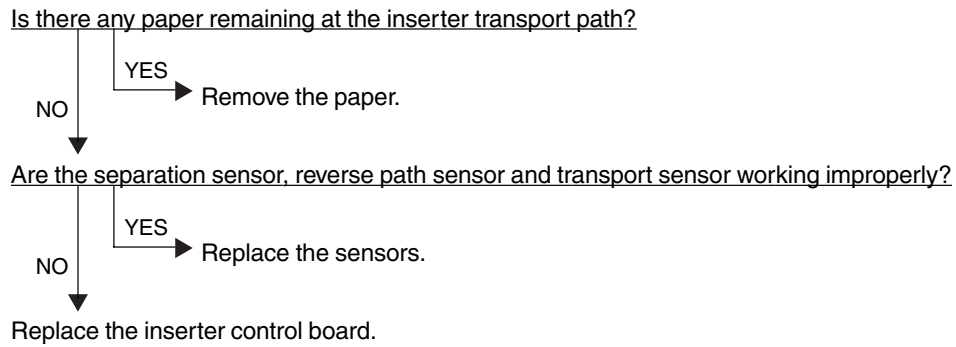 Is there any paper remaining at the inserter transport path?
YES
Remove the paper.
NO
Are the separation sensor, reverse path sensor and transport sensor working improperly?
YES
Replace the sensors.
NO
Replace the inserter control board.